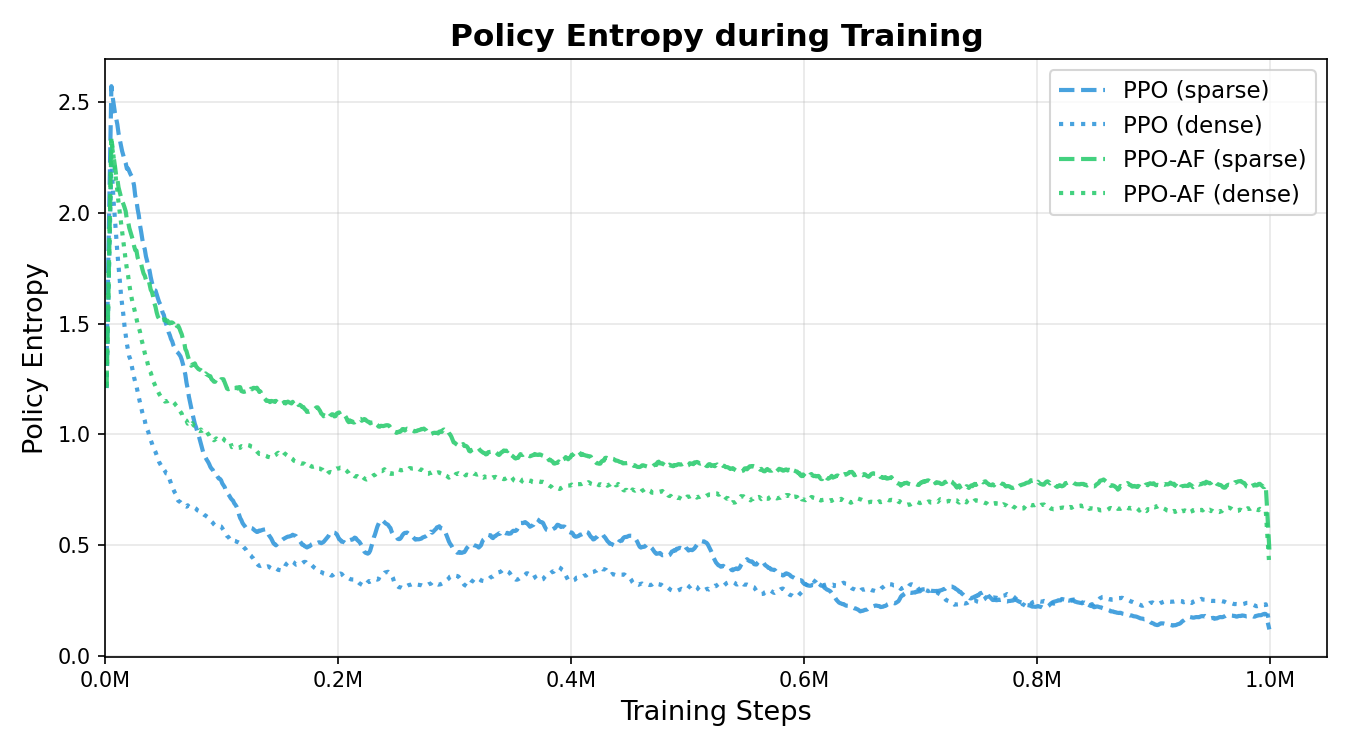 Policy Entropy during Training
PPO (sparse)
PPO (dense)
PPO-AF (sparse)
PPO-AF (dense)
Policy Entropy
2.5
2.0
1.5
1.0
0.5
0.0
0.0M 0.2M 0.4M 0.6M 0.8M 1.0M
Training Steps